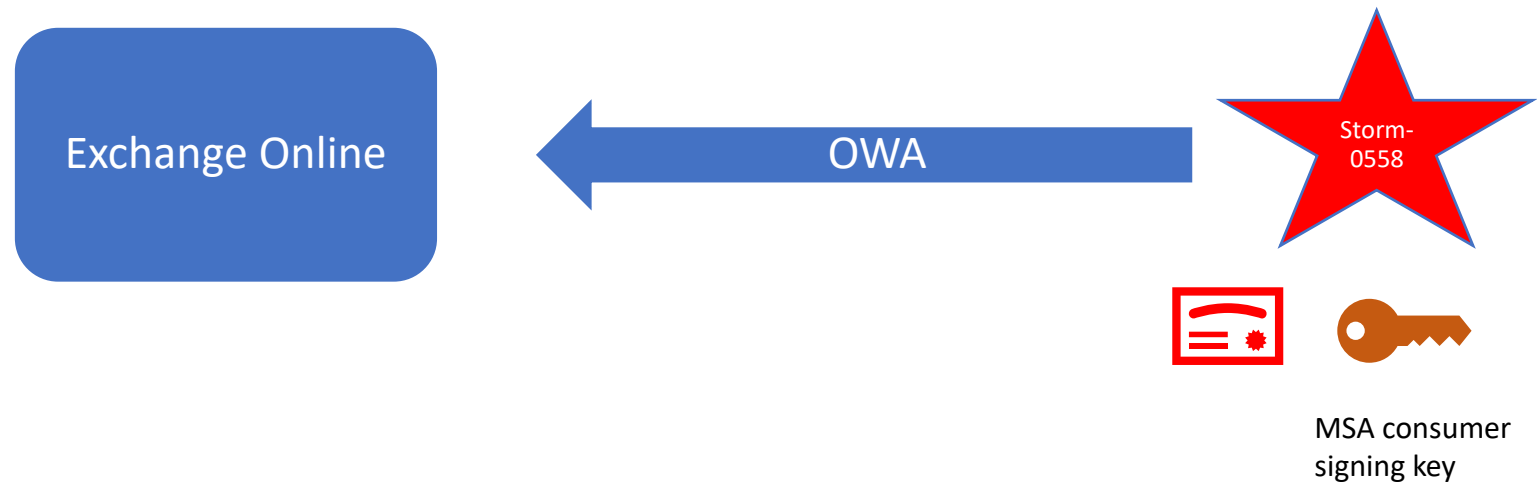 Exchange Online
OWA
Storm-
0558
MSA consumer
signing key